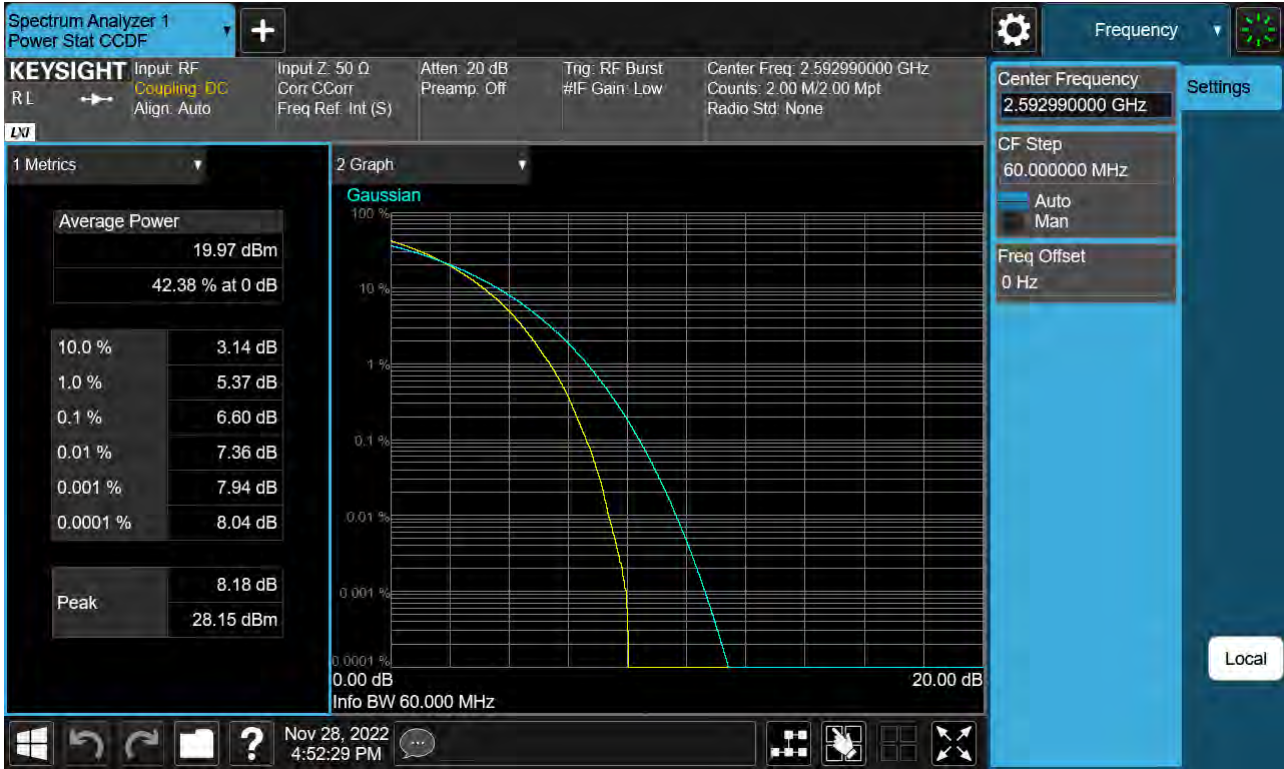 Spectrum Analyzer 1
Power Stat CCDF
Frequency
KEYSIGHT
R L
LXI
Input: RF
Coupling: DC
Align: Auto
Input Z: 50 Ω
Corr CCorr
Freq Ref: Int (S)
Atten: 20 dB
Preamp: Off
Trig: RF Burst
#IF Gain: Low
Center Freq: 2.592990000 GHz
Counts: 2.00 M/2.00 Mpt
Radio Std: None
Center Frequency
2.592990000 GHz
Settings
CF Step
60.000000 MHz
Auto
Man
Freq Offset
0 Hz
Local
1 Metrics
Average Power
19.97 dBm
42.38 % at 0 dB
10.0 % 3.14 dB
1.0 % 5.37 dB
0.1 % 6.60 dB
0.01 % 7.36 dB
0.001 % 7.94 dB
0.0001 % 8.04 dB
Peak
8.18 dB
28.15 dBm
2 Graph
Gaussian
100 %
10 %
1 %
0.1 %
0.01 %
0.001 %
0.0001 %
0.00 dB 20.00 dB
Info BW 60.000 MHz
?
Nov 28, 2022
4:52:29 PM